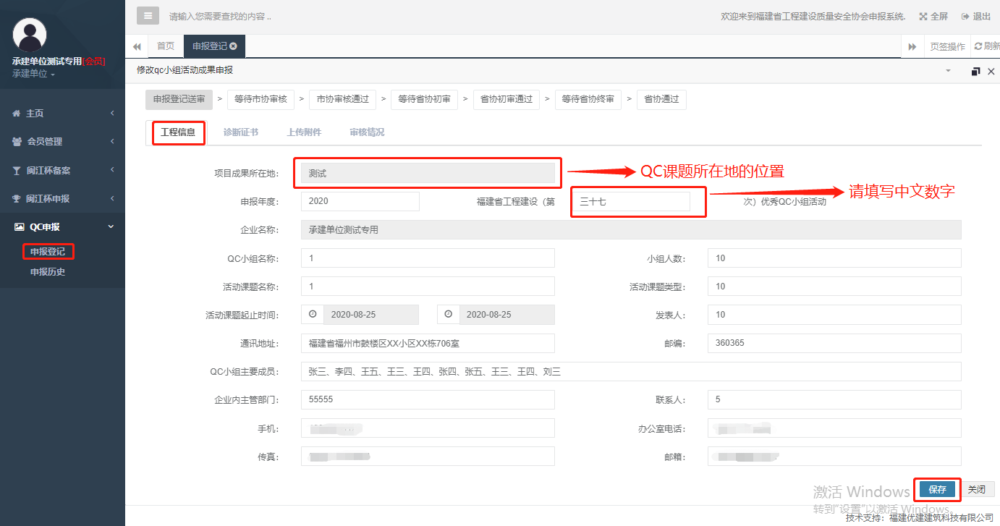 请输入您需要查找的内容 ..
欢迎来到福建省工程建设质量安全协会申报系统.
全屏
退出
承建单位测试专用[会员]
承建单位
首页
申报登记
页签操作
刷新
修改qc小组活动成果申报
申报登记送审 > 等待市协审核 > 市协审核通过 > 等待省协初审 > 省协初审通过 > 等待省协终审 > 省协通过
主页
会员管理
闽江杯备案
闽江杯申报
QC申报
申报登记
申报历史
工程信息 诊断证书 上传附件 审核情况
项目成果所在地: 测试
QC课题所在地的位置
申报年度: 2020 福建省工程建设（第 三十七 次）优秀QC小组活动
请填写中文数字
企业名称: 承建单位测试专用
QC小组名称: 1 小组人数: 10
活动课题名称: 1 活动课题类型: 10
活动课题起止时间: 2020-08-25 2020-08-25 发表人: 10
通讯地址: 福建省福州市鼓楼区XX小区XX栋706室 邮编: 360365
QC小组主要成员: 张三、李四、王五、王三、王四、张四、张五、王三、王四、刘三
企业内主管部门: 55555 联系人: 5
手机: 办公室电话:
传真: 邮箱:
保存 关闭
激活 Windows
转到"设置"以激活 Windows。
技术支持：福建优建建筑科技有限公司